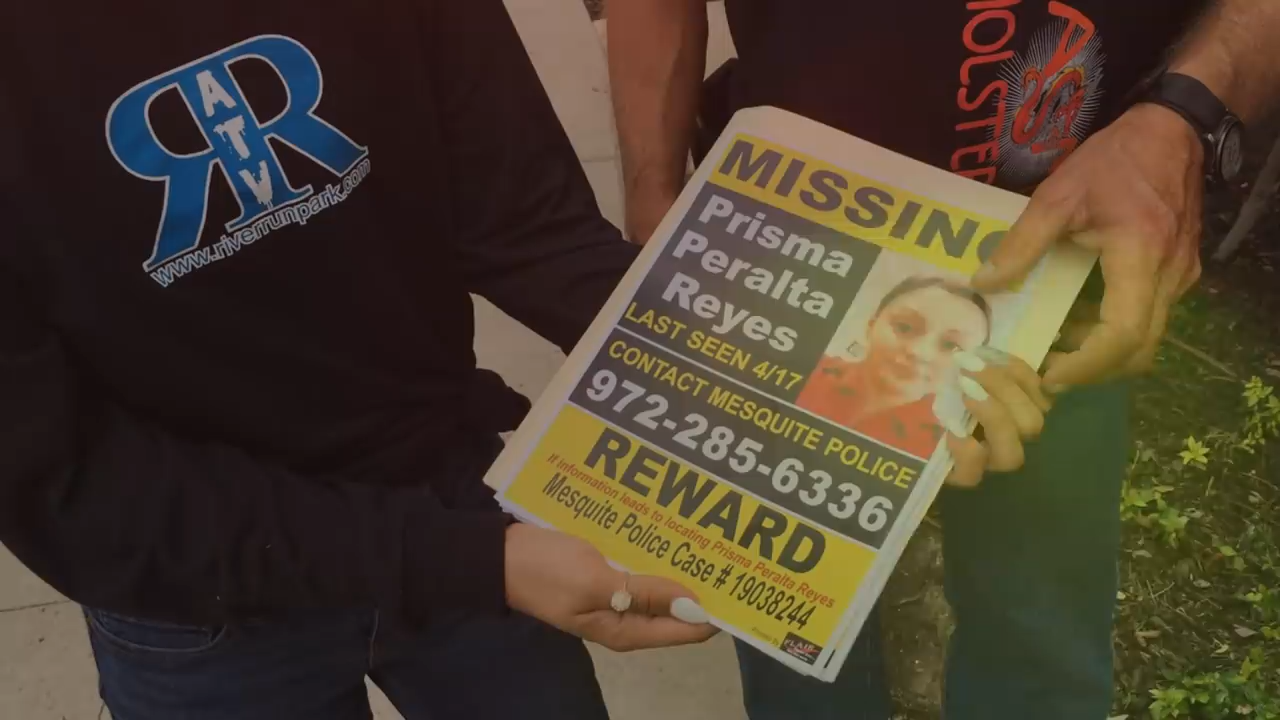 R R
ATV
www.riverrunpark.com
HOLSTER
MISSING
Prisma
Peralta
Reyes
LAST SEEN 4/17
CONTACT MESQUITE POLICE
972-285-6336
REWARD
If information leads to locating Prisma Peralta Reyes
Mesquite Police Case # 19038244